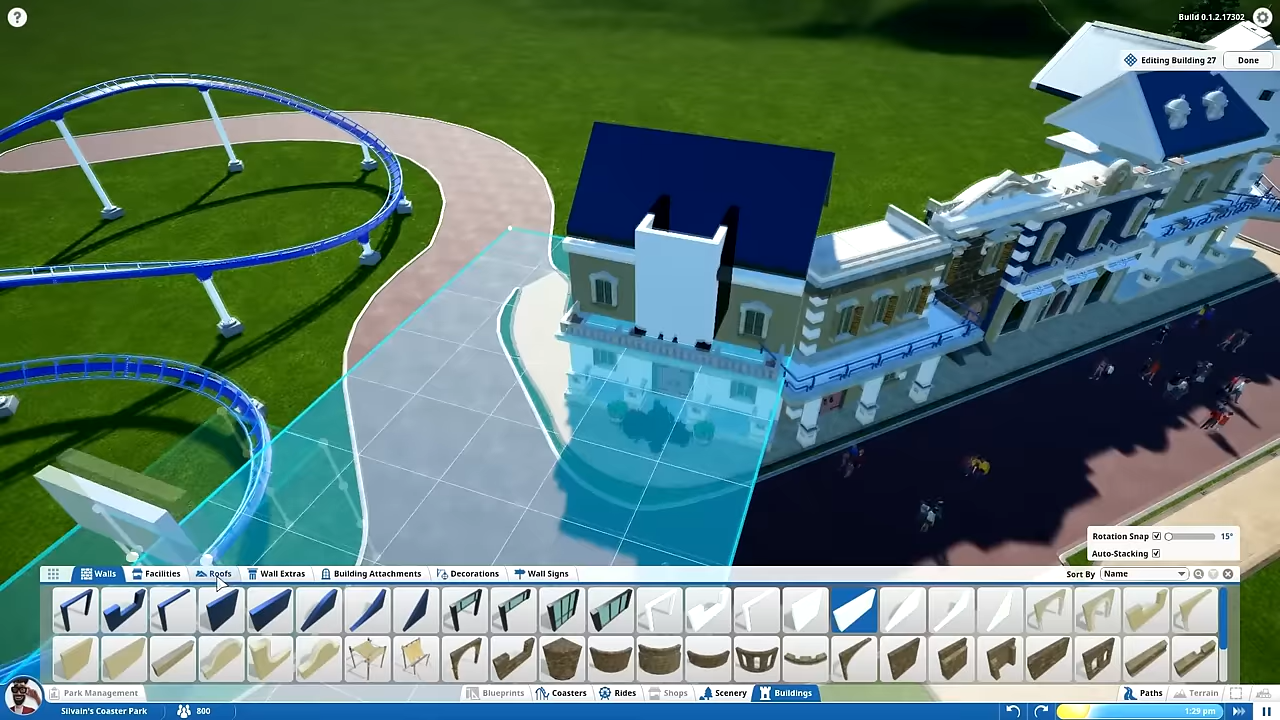 ?
Build 0.1.2.17302
Editing Building 27 Done
Rotation Snap 15°
Auto-Stacking
Walls Facilities Roofs Wall Extras Building Attachments Decorations Wall Signs Sort By Name
Park Management Blueprints Coasters Rides Shops Scenery Buildings Paths Terrain
Silvain's Coaster Park 800 1:29 pm